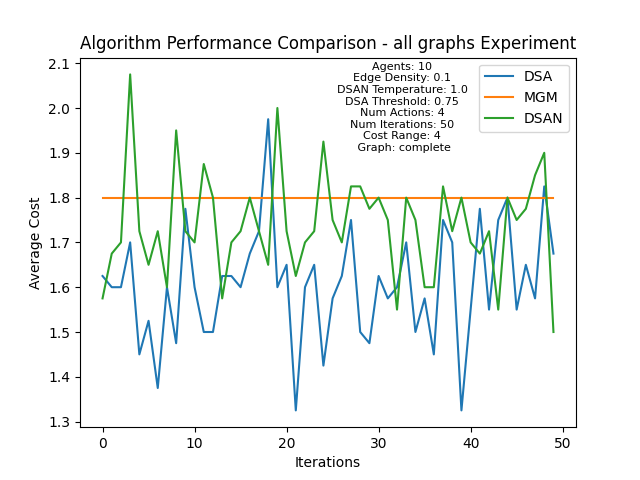 Algorithm Performance Comparison - all graphs Experiment
Agents: 10
Edge Density: 0.1
DSAN Temperature: 1.0
DSA Threshold: 0.75
Num Actions: 4
Num Iterations: 50
Cost Range: 4
Graph: complete
DSA
MGM
DSAN
Average Cost
2.1
2.0
1.9
1.8
1.7
1.6
1.5
1.4
1.3
0 10 20 30 40 50
Iterations